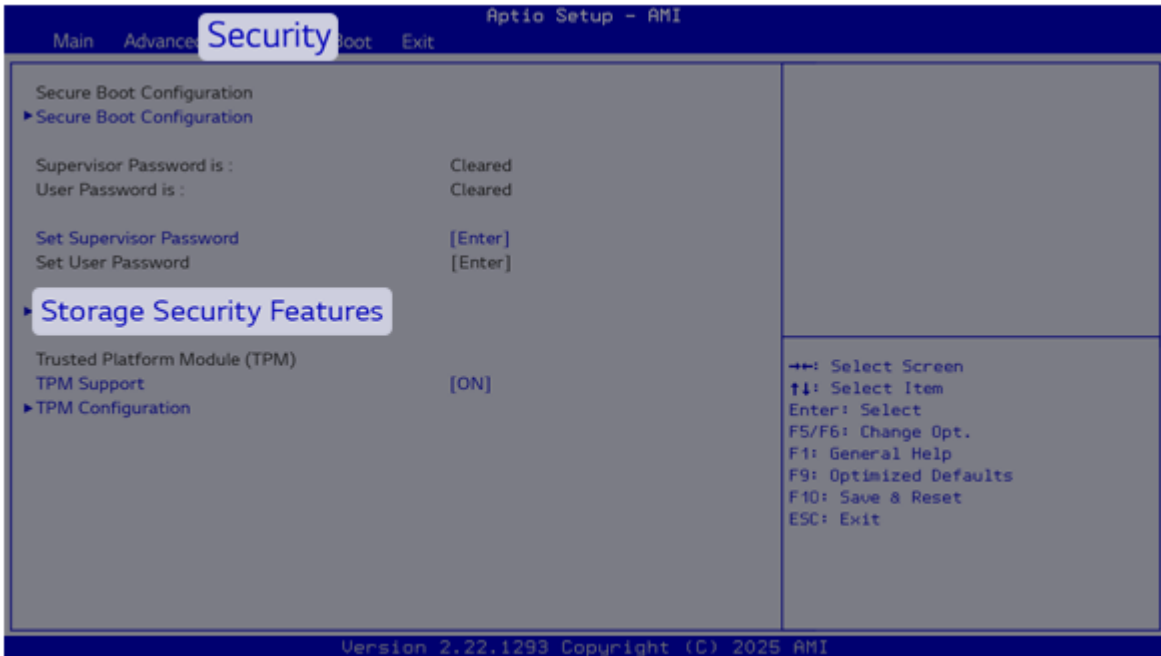 Aptio Setup - AMI
Main Advanced Security Boot Exit
Secure Boot Configuration
►Secure Boot Configuration
Supervisor Password is : Cleared
User Password is : Cleared
Set Supervisor Password [Enter]
Set User Password [Enter]
► Storage Security Features
Trusted Platform Module (TPM)
TPM Support [ON]
►TPM Configuration
→←: Select Screen
↑↓: Select Item
Enter: Select
F5/F6: Change Opt.
F1: General Help
F9: Optimized Defaults
F10: Save & Reset
ESC: Exit
Version 2.22.1293 Copyright (C) 2025 AMI